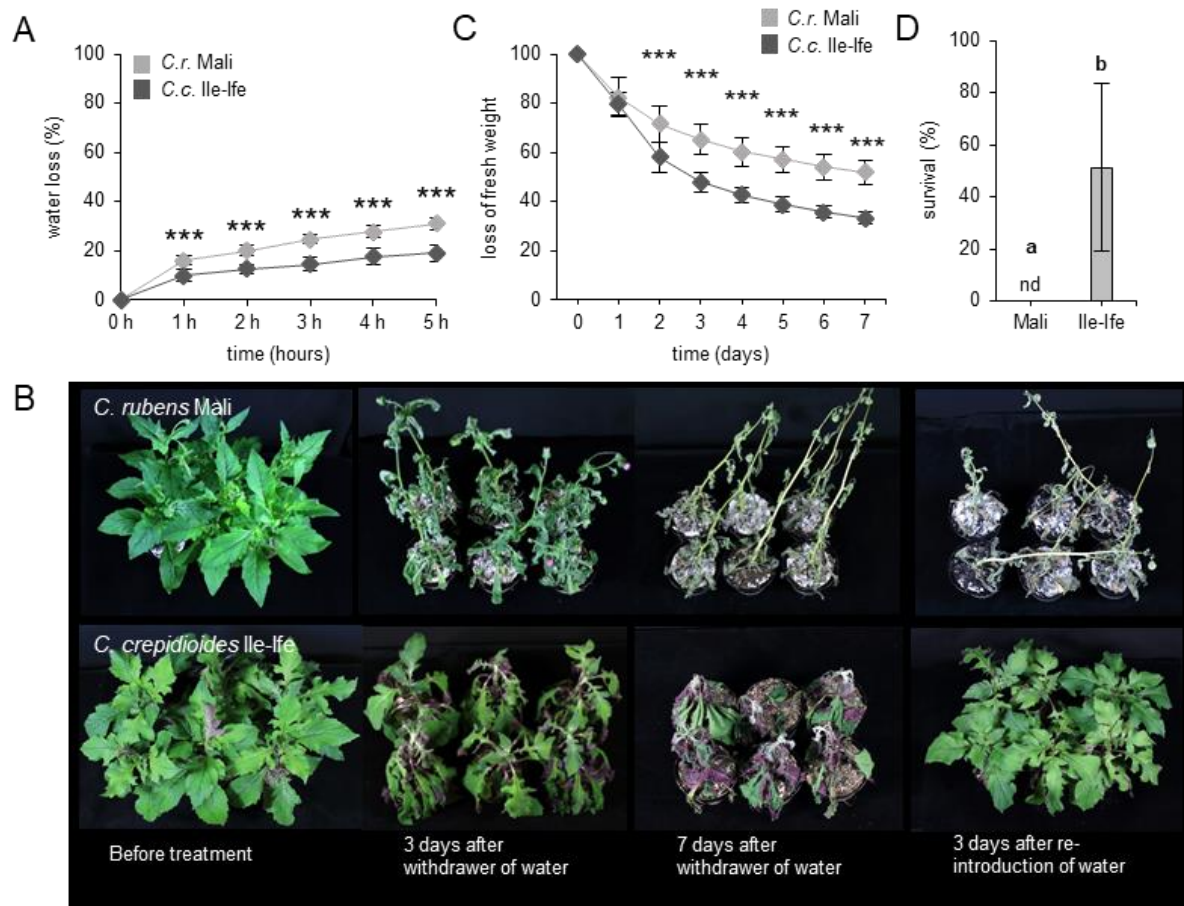 A
C.r. Mali
C.c. Ile-Ife
water loss (%)
100
80
60
40
20
0
***
***
***
***
***
0 h
1 h
2 h
3 h
4 h
5 h
time (hours)
C
C.r. Mali
C.c. Ile-Ife
loss of fresh weight
100
80
60
40
20
0
***
***
***
***
***
***
0
1
2
3
4
5
6
7
time (days)
D
survival (%)
100
80
60
40
20
0
a
nd
b
Mali
Ile-Ife
B
C. rubens Mali
C. crepidioides Ile-Ife
Before treatment
3 days after
withdrawer of water
7 days after
withdrawer of water
3 days after re-
introduction of water